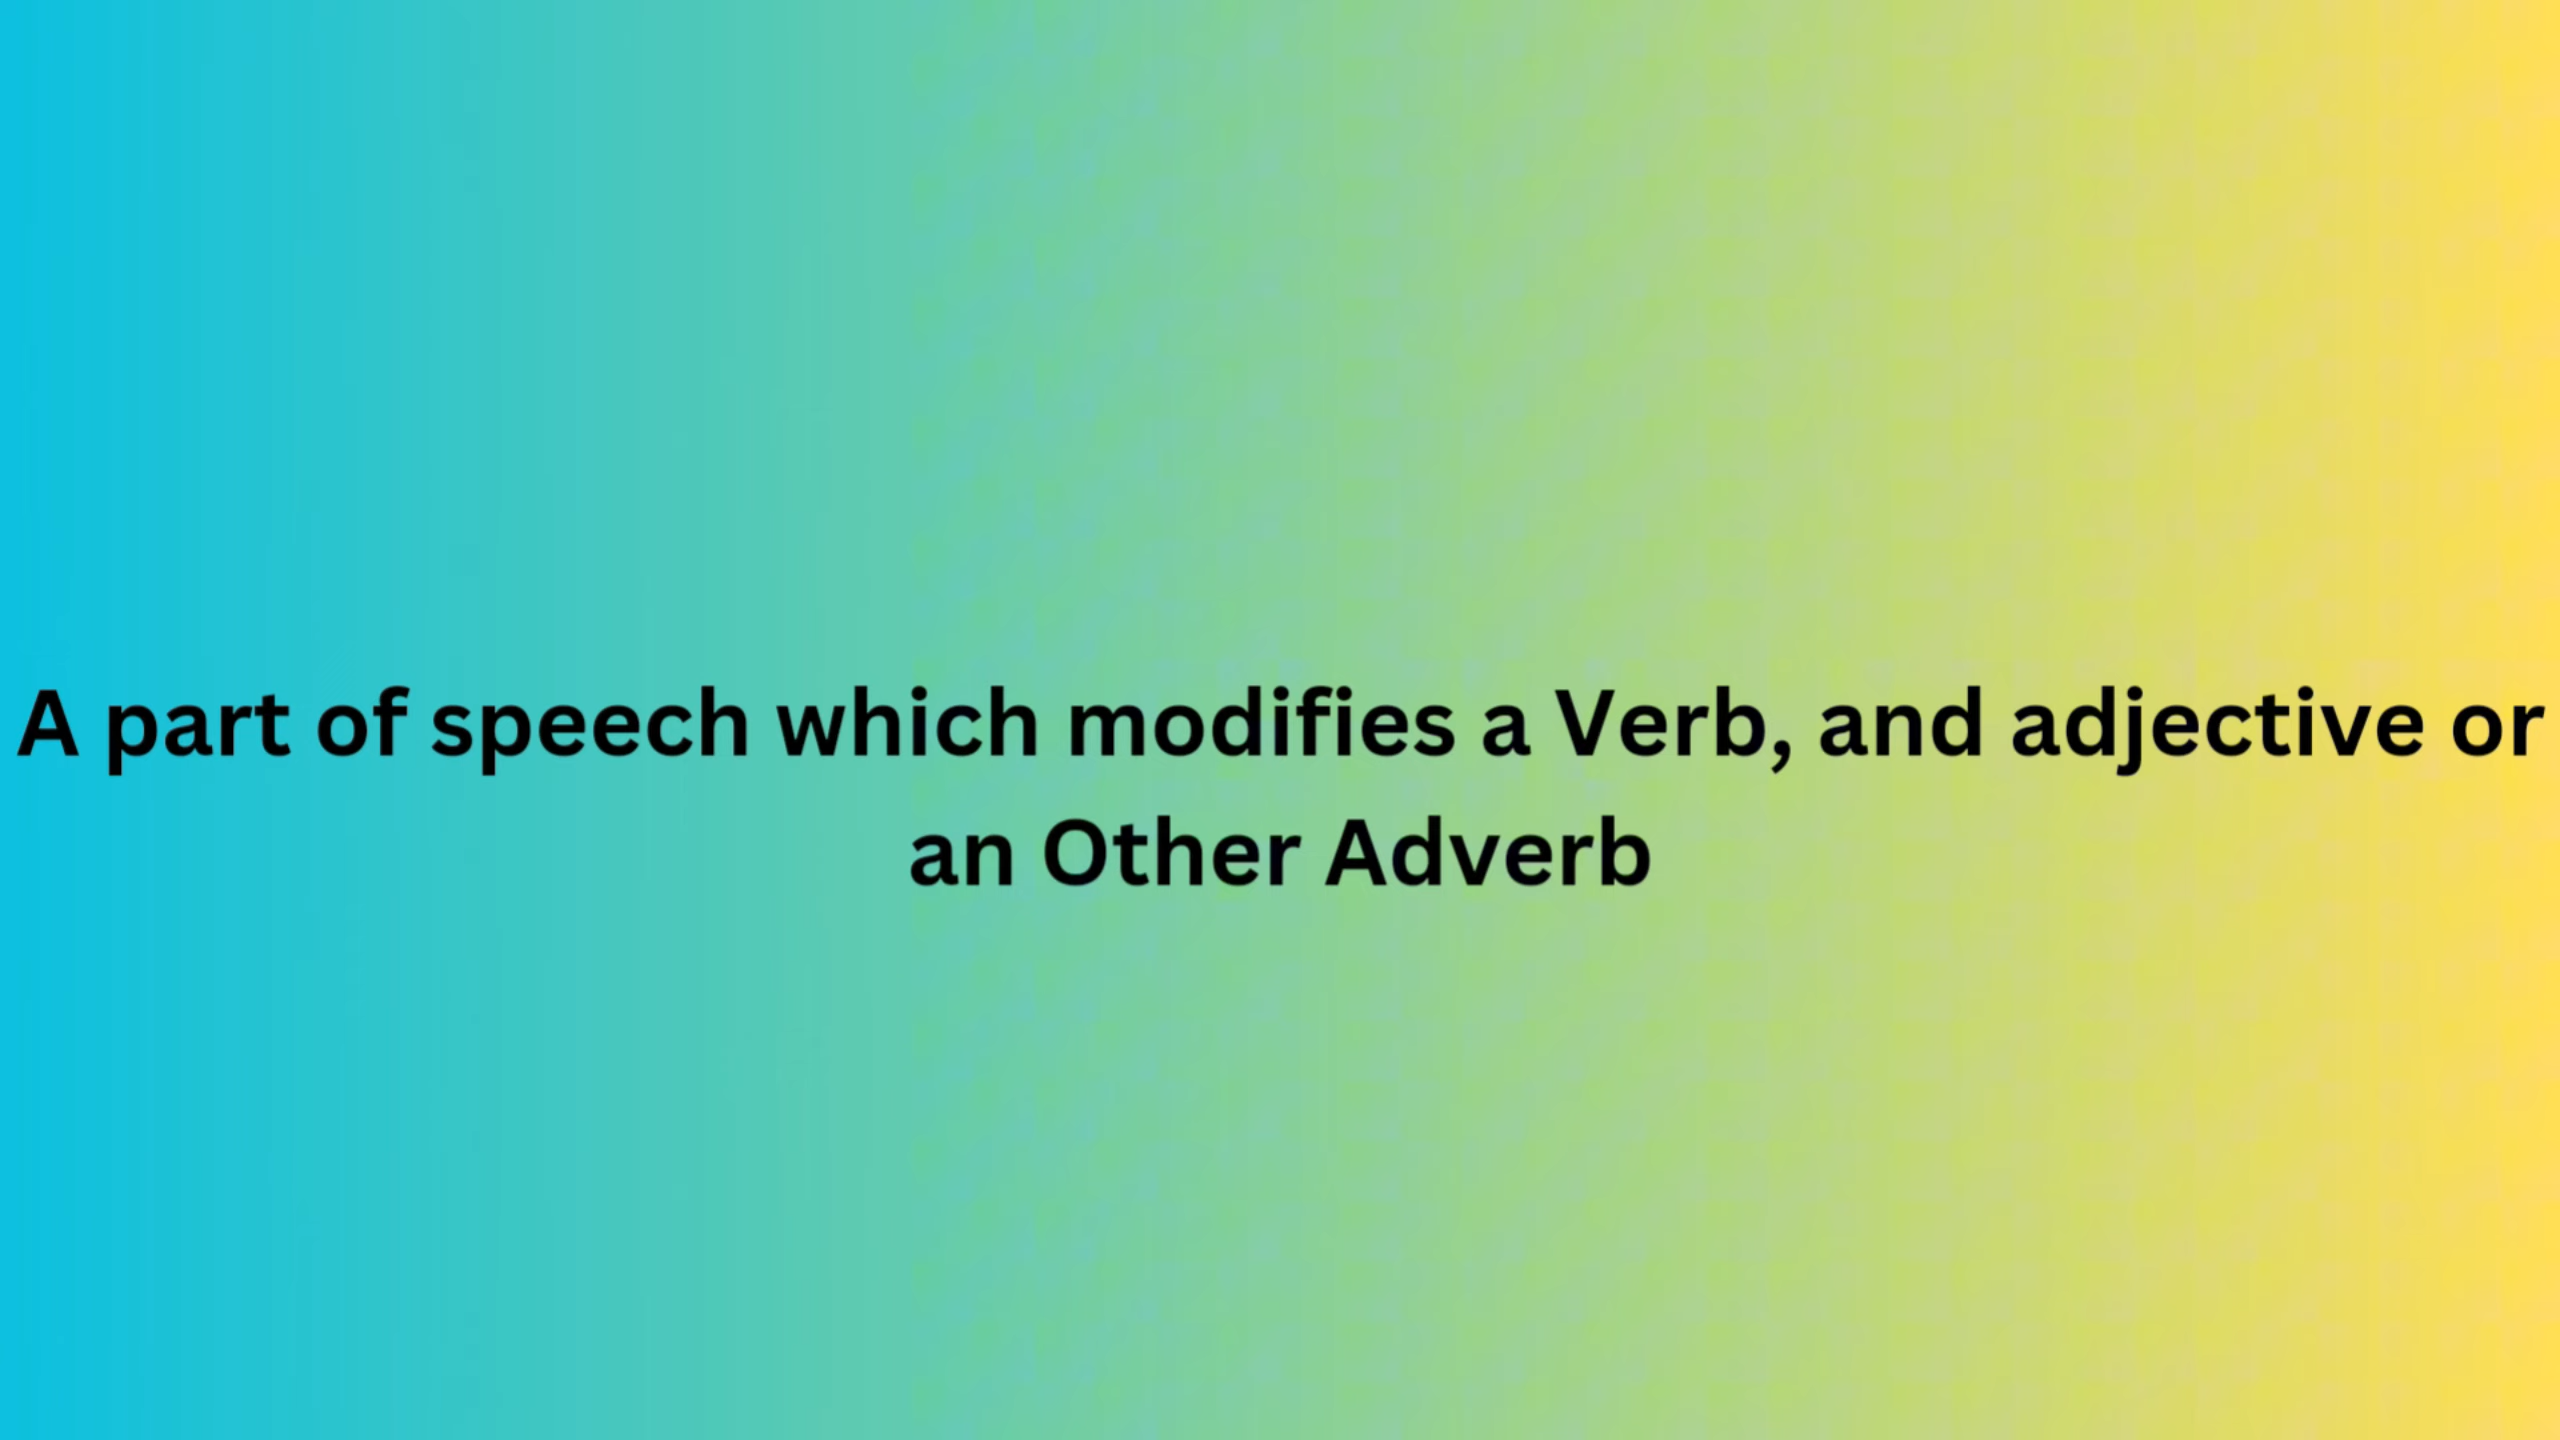 A part of speech which modifies a Verb, and adjective or
an Other Adverb